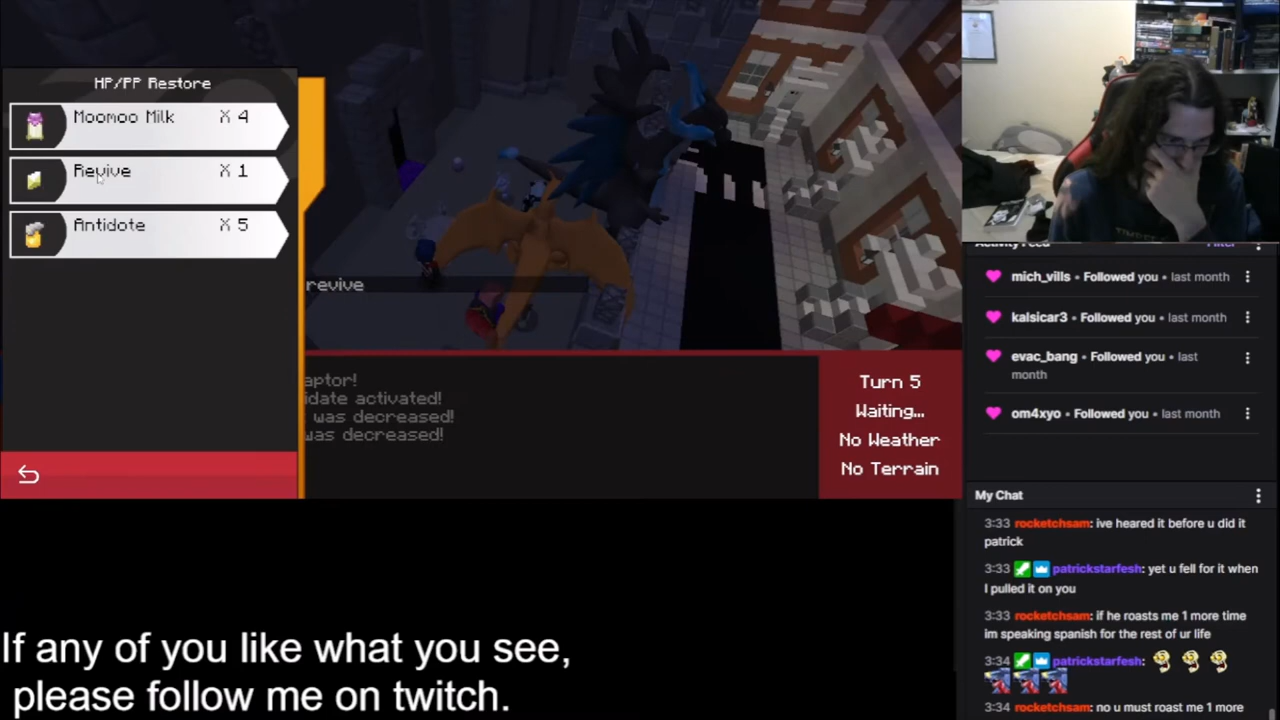 HP/PP Restore
Moomoo Milk X 4
Revive X 1
Antidote X 5
revive
aptor!
idate activated!
was decreased!
was decreased!
Turn 5
Waiting...
No Weather
No Terrain
Activity Feed
Filter
mich_vills • Followed you • last month
kalsicar3 • Followed you • last month
evac_bang • Followed you • last
month
om4xyo • Followed you • last month
My Chat
3:33 rocketchsam: ive heared it before u did it
patrick
3:33 patrickstarfesh: yet u fell for it when
I pulled it on you
3:33 rocketchsam: if he roasts me 1 more time
im speaking spanish for the rest of ur life
3:34 patrickstarfesh:
3:34 rocketchsam: no u must roast me 1 more
If any of you like what you see,
please follow me on twitch.